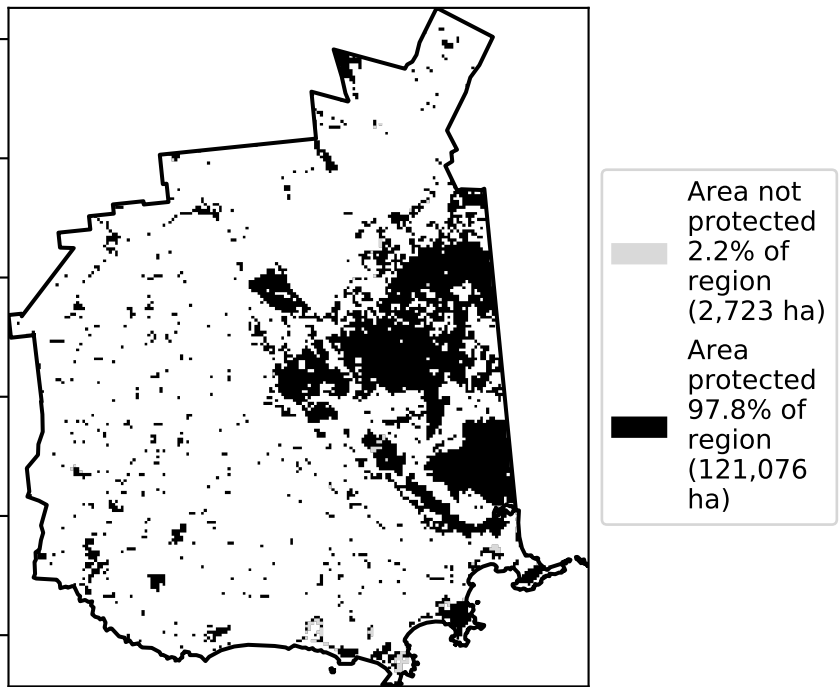 Area not
protected
2.2% of
region
(2,723 ha)
Area
protected
97.8% of
region
(121,076
ha)